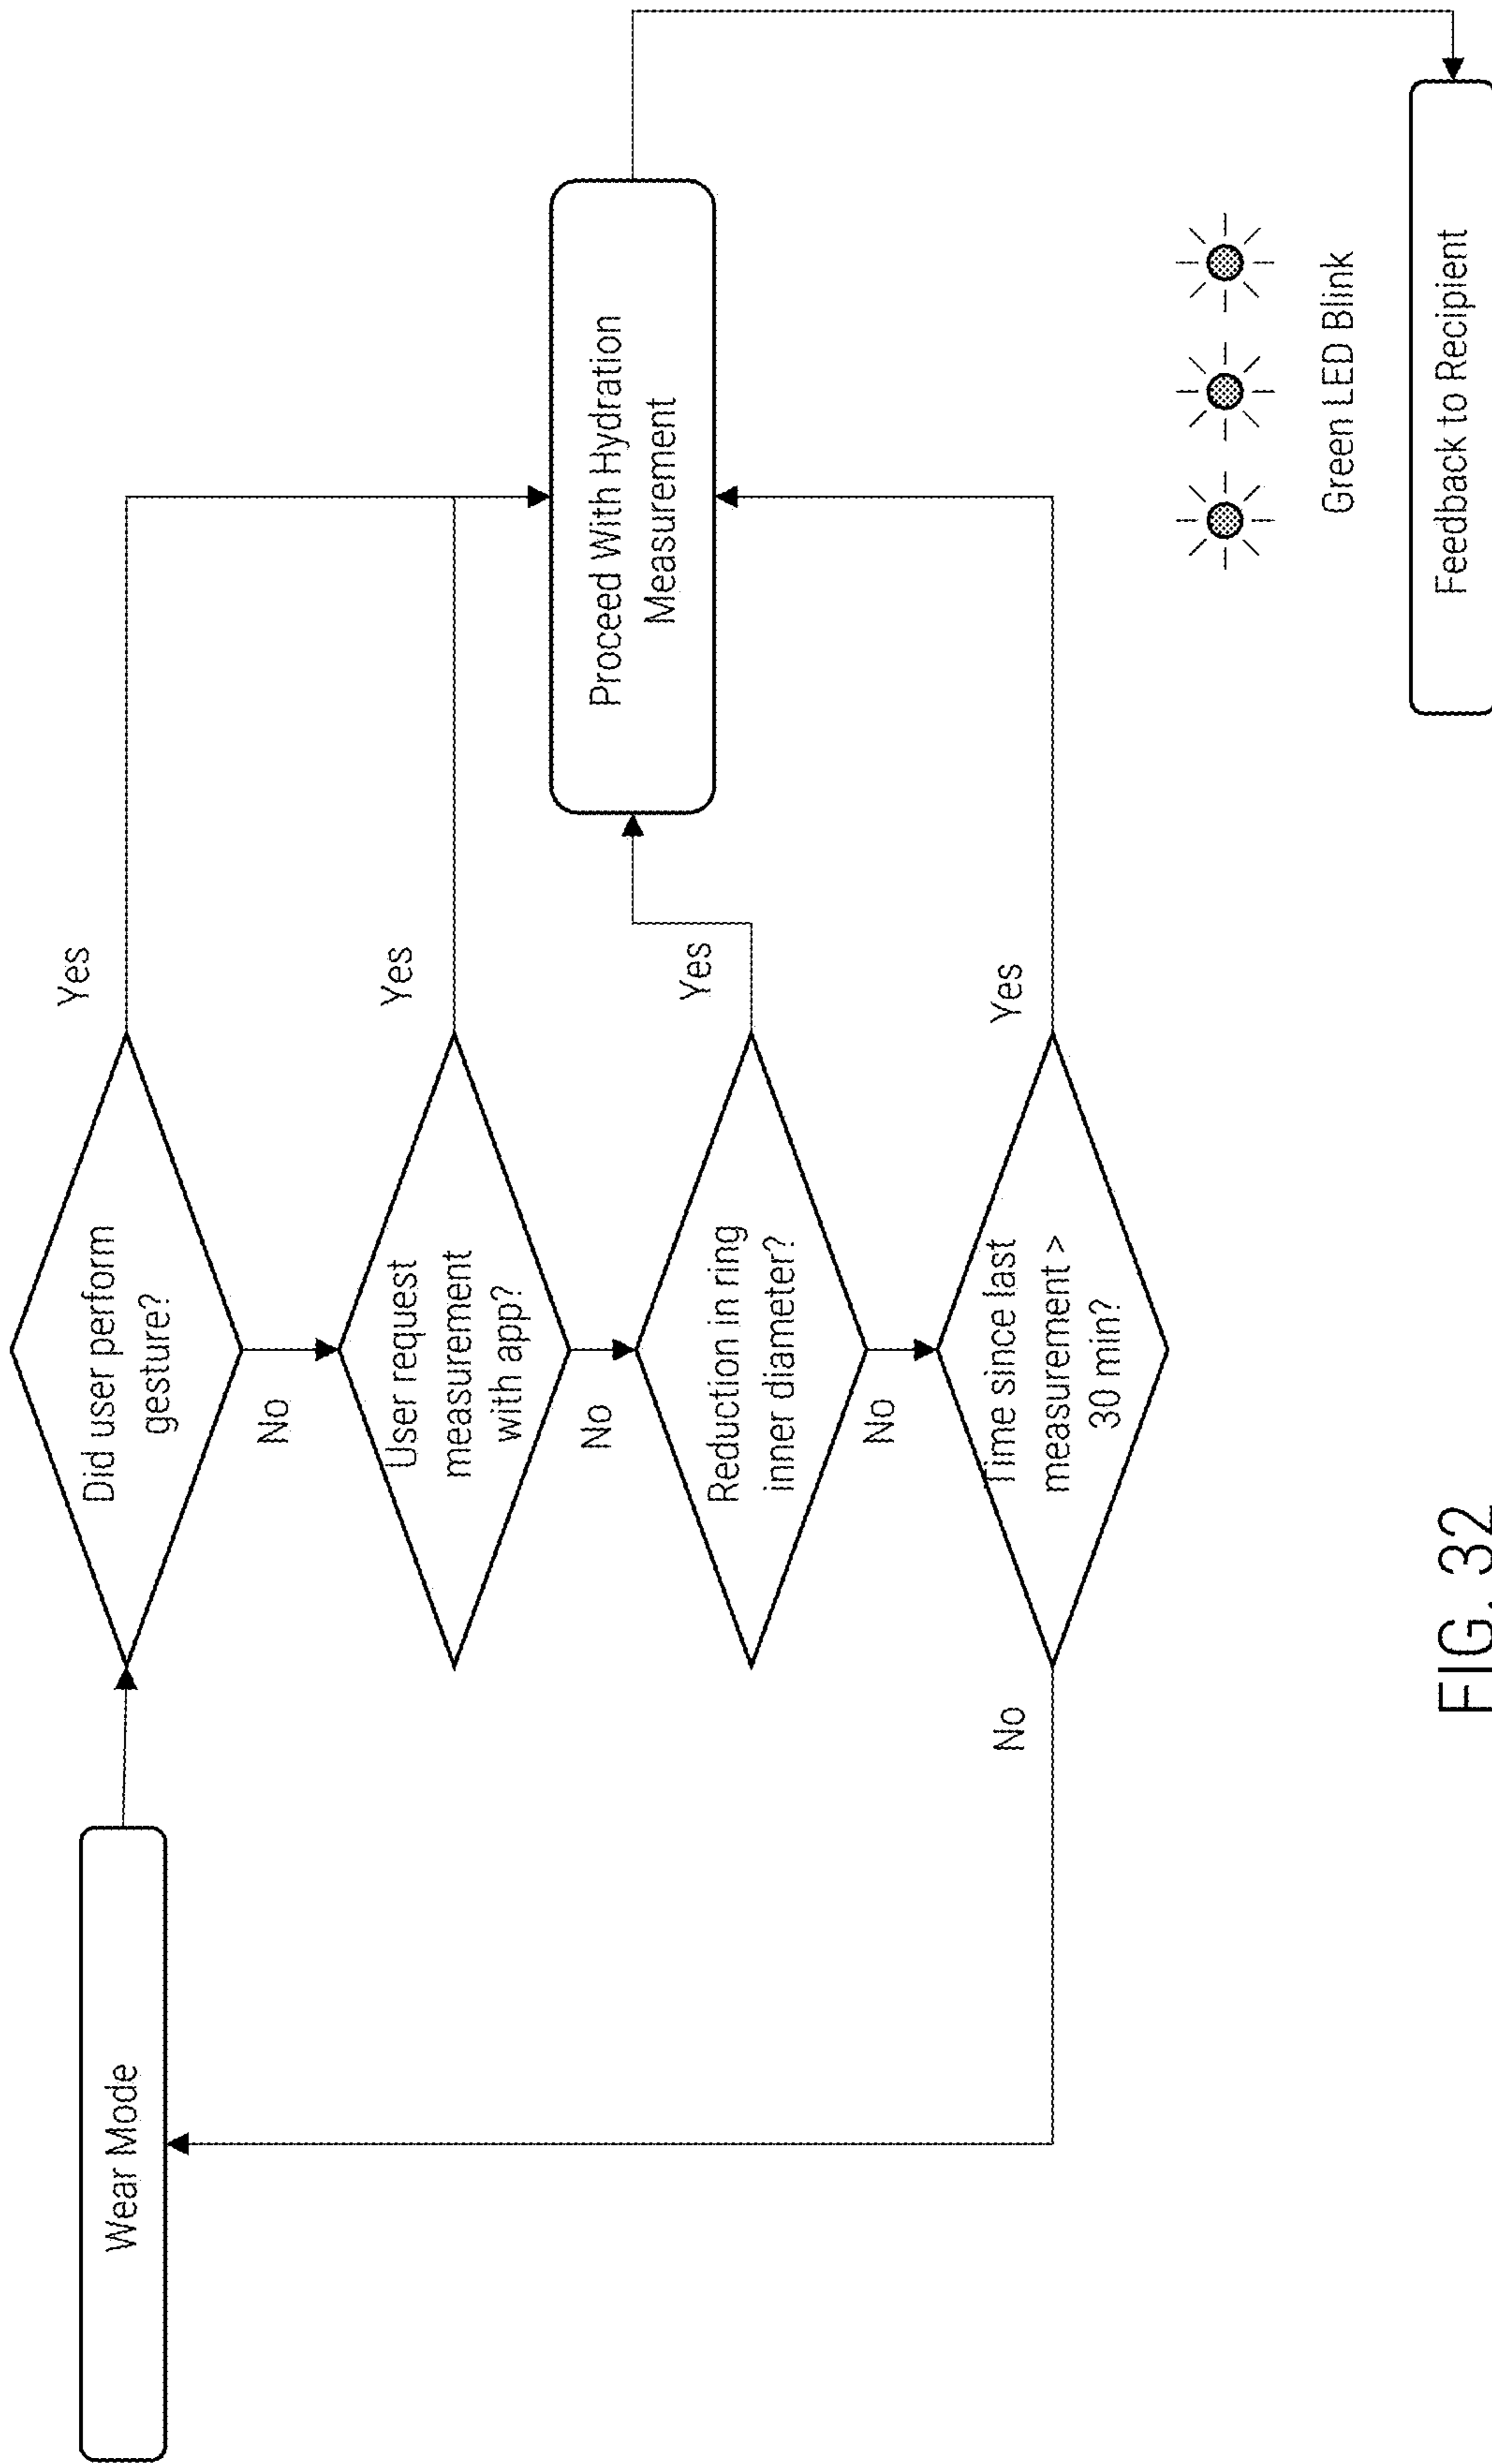 Wear Mode
Did user perform
gesture?
Yes
No
User request
measurement
with app?
Yes
No
Reduction in ring
inner diameter?
Yes
No
Time since last
measurement >
30 min?
Yes
No
Proceed With Hydration
Measurement
Green LED Blink
Feedback to Recipient
FIG. 32